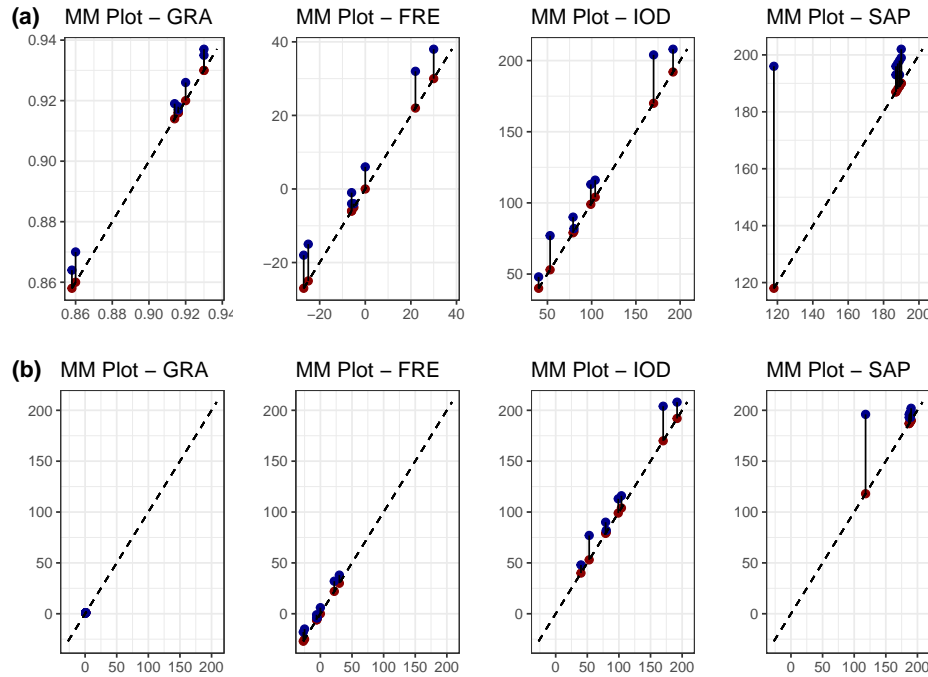 (a) MM Plot – GRA MM Plot – FRE MM Plot – IOD MM Plot – SAP
0.94 40 200 200
0.92 20 180
0.90 150 160
0.88 0 100 140
0.86 −20 50 120
0.86 0.88 0.90 0.92 0.94 −20 0 20 40 50 100 150 200 120 140 160 180 200
(b) MM Plot – GRA MM Plot – FRE MM Plot – IOD MM Plot – SAP
200 200 200 200
150 150 150 150
100 100 100 100
50 50 50 50
0 0 0 0
0 50 100 150 200 0 50 100 150 200 0 50 100 150 200 0 50 100 150 200